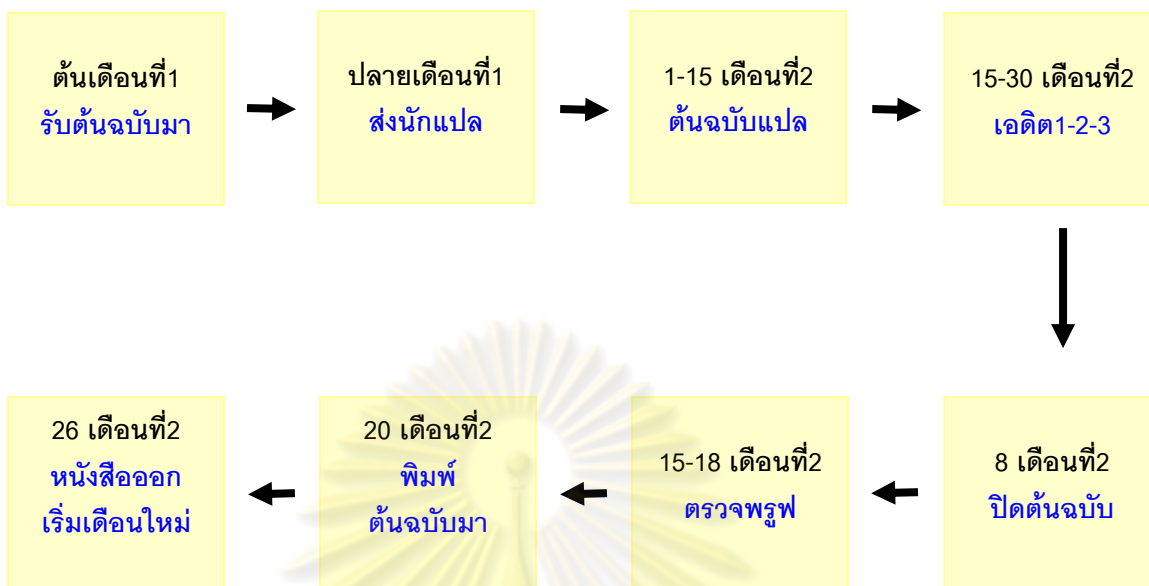 ต้นเดือนที่1
รับต้นฉบับมา
ปลายเดือนที่1
ส่งนักแปล
1-15 เดือนที่2
ต้นฉบับแปล
15-30 เดือนที่2
เอดิต1-2-3
8 เดือนที่2
ปิดต้นฉบับ
15-18 เดือนที่2
ตรวจพรูฟ
20 เดือนที่2
พิมพ์
ต้นฉบับมา
26 เดือนที่2
หนังสือออก
เริ่มเดือนใหม่